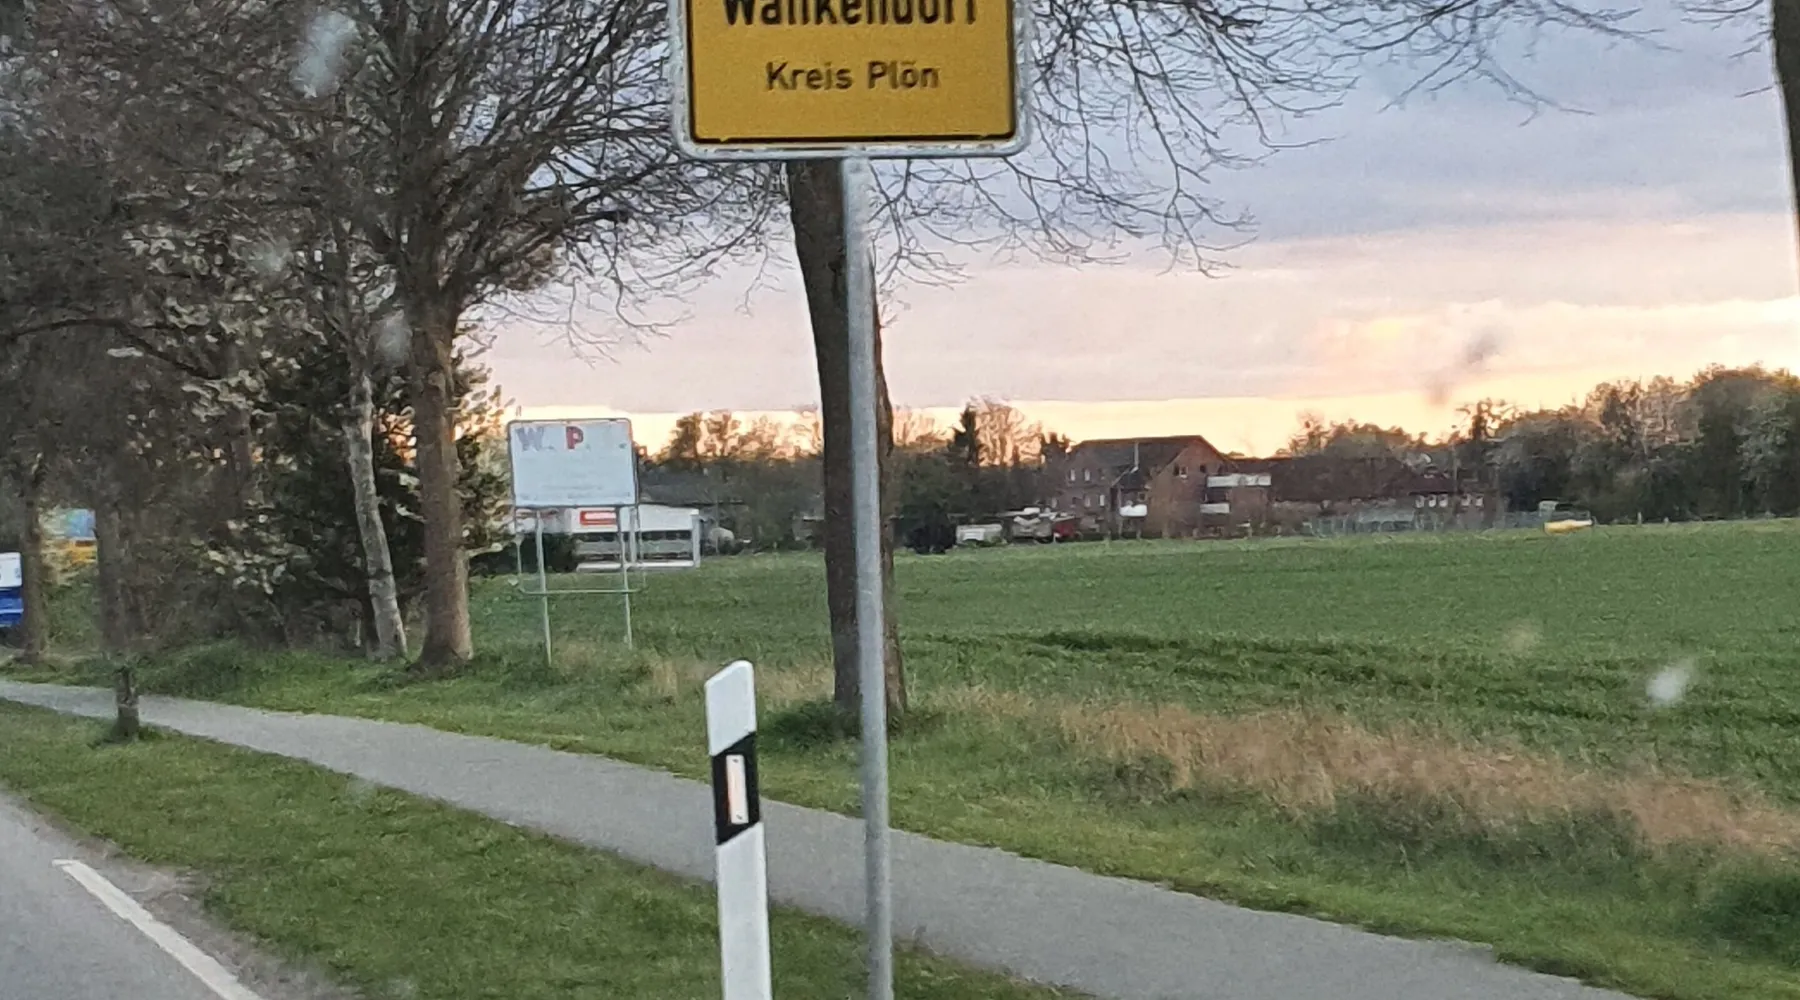 Wankendorf
Kreis Plön
W. P.